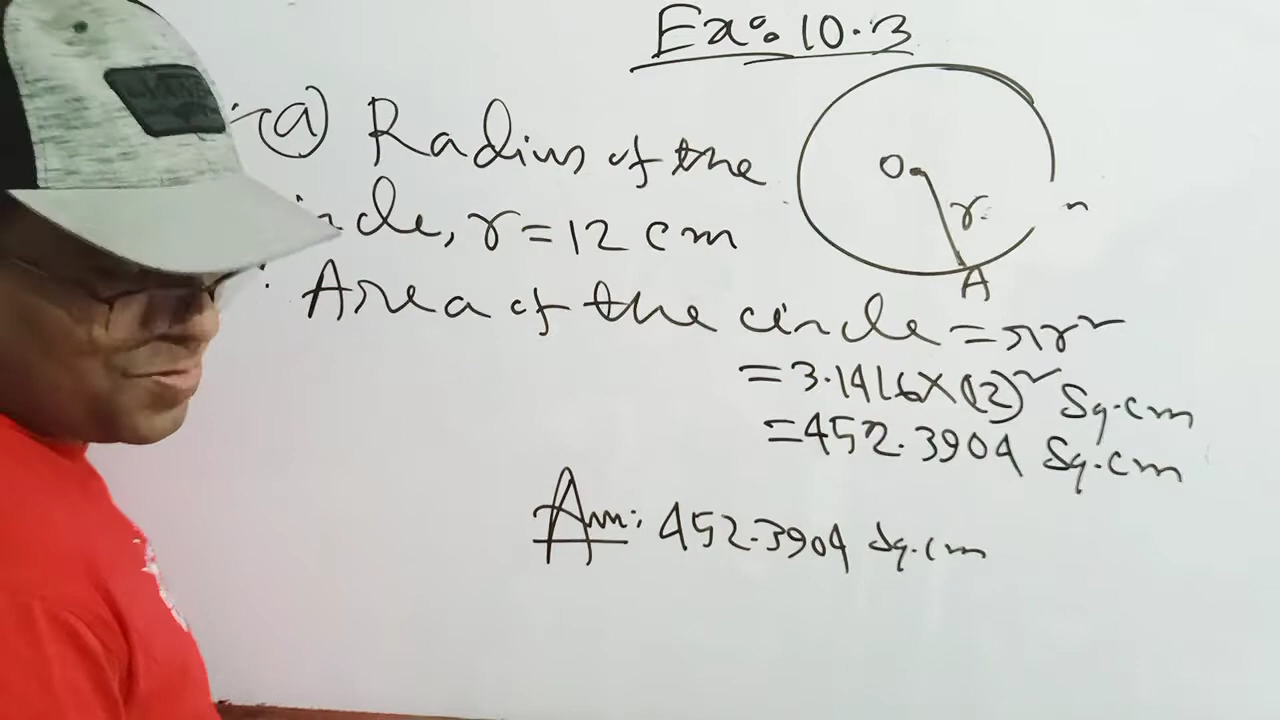 Ex: 10.3
(a) Radius of the
circle, r = 12 cm
O
r
A
∴ Area of the circle = πr²
= 3.1416 × (12)² Sq.cm
= 452.3904 Sq.cm
Ans: 452.3904 Sq.cm